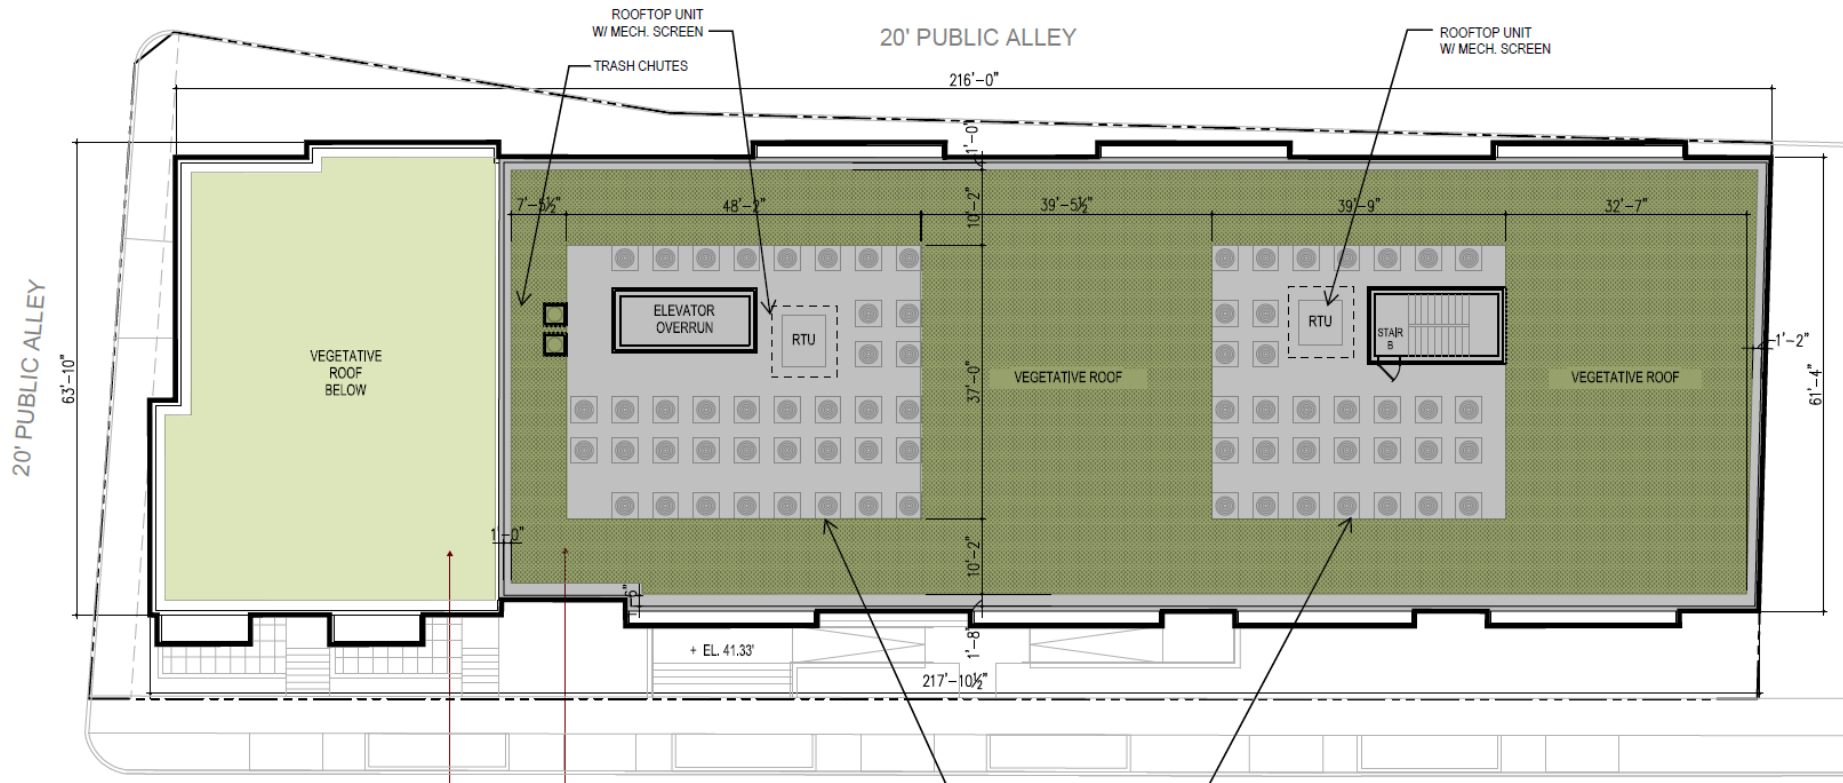 ROOFTOP UNIT
W/ MECH. SCREEN
20' PUBLIC ALLEY
ROOFTOP UNIT
W/ MECH. SCREEN
TRASH CHUTES
216'-0"
1'-0"
7'-5½"
48'-2"
10'-2"
39'-5½"
39'-9"
32'-7"
20' PUBLIC ALLEY
63'-10"
VEGETATIVE
ROOF
BELOW
ELEVATOR
OVERRUN
RTU
RTU
STAIR
B
1'-2"
VEGETATIVE ROOF
37'-0"
VEGETATIVE ROOF
61'-4"
1'-0"
10'-2"
+ EL. 41.33'
1'-8"
217'-10½"